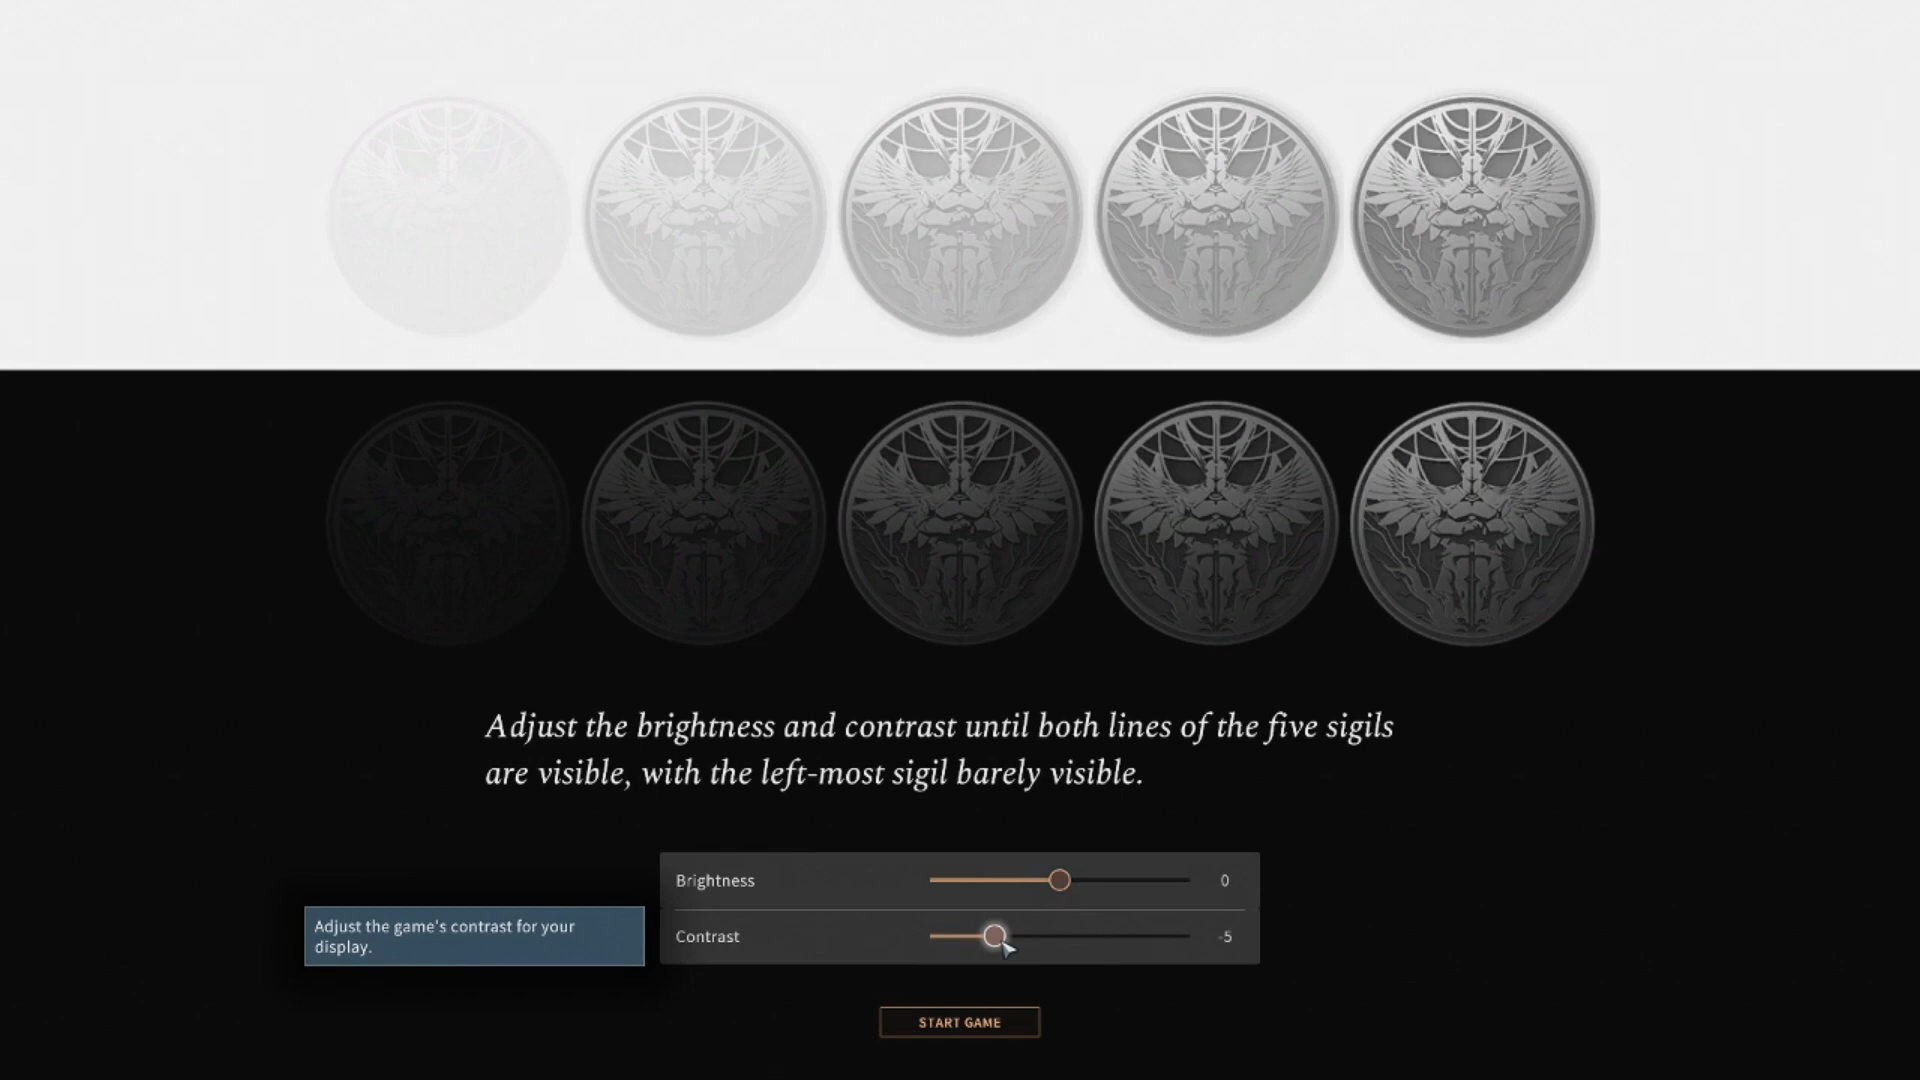 Adjust the brightness and contrast until both lines of the five sigils
are visible, with the left-most sigil barely visible.
Brightness 0
Adjust the game's contrast for your
display.
Contrast -5
START GAME